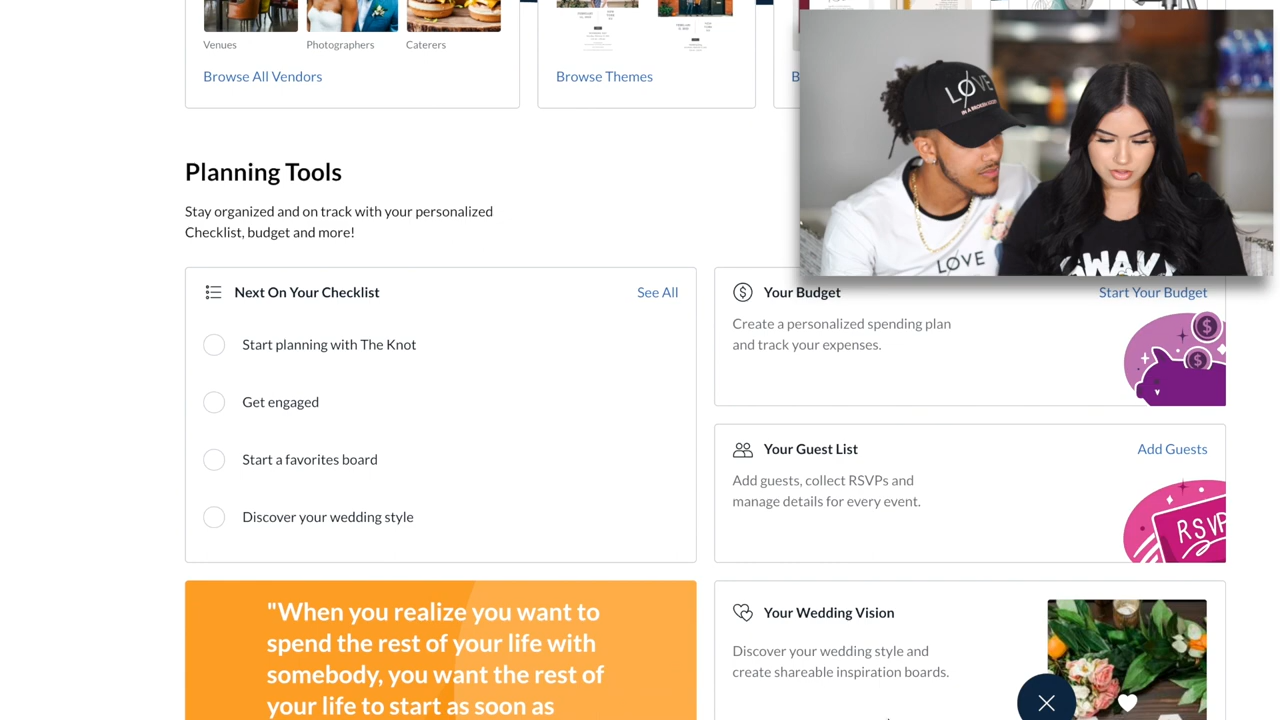 Venues
Photographers
Caterers
Browse All Vendors
Browse Themes
B
LØVE
LØVE
AWAY
Planning Tools
Stay organized and on track with your personalized
Checklist, budget and more!
Next On Your Checklist
See All
Start planning with The Knot
Get engaged
Start a favorites board
Discover your wedding style
Your Budget
Start Your Budget
Create a personalized spending plan
and track your expenses.
Your Guest List
Add Guests
Add guests, collect RSVPs and
manage details for every event.
RSVP
"When you realize you want to
spend the rest of your life with
somebody, you want the rest of
your life to start as soon as
Your Wedding Vision
Discover your wedding style and
create shareable inspiration boards.